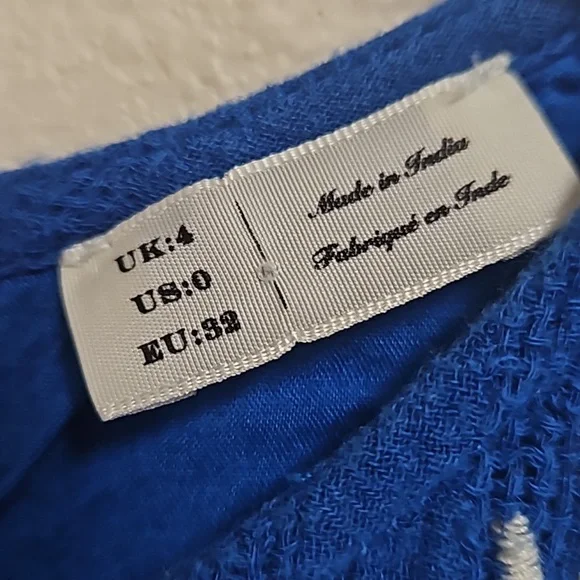 UK:4
US:0
EU:32
Made in India
Fabriqué en Inde